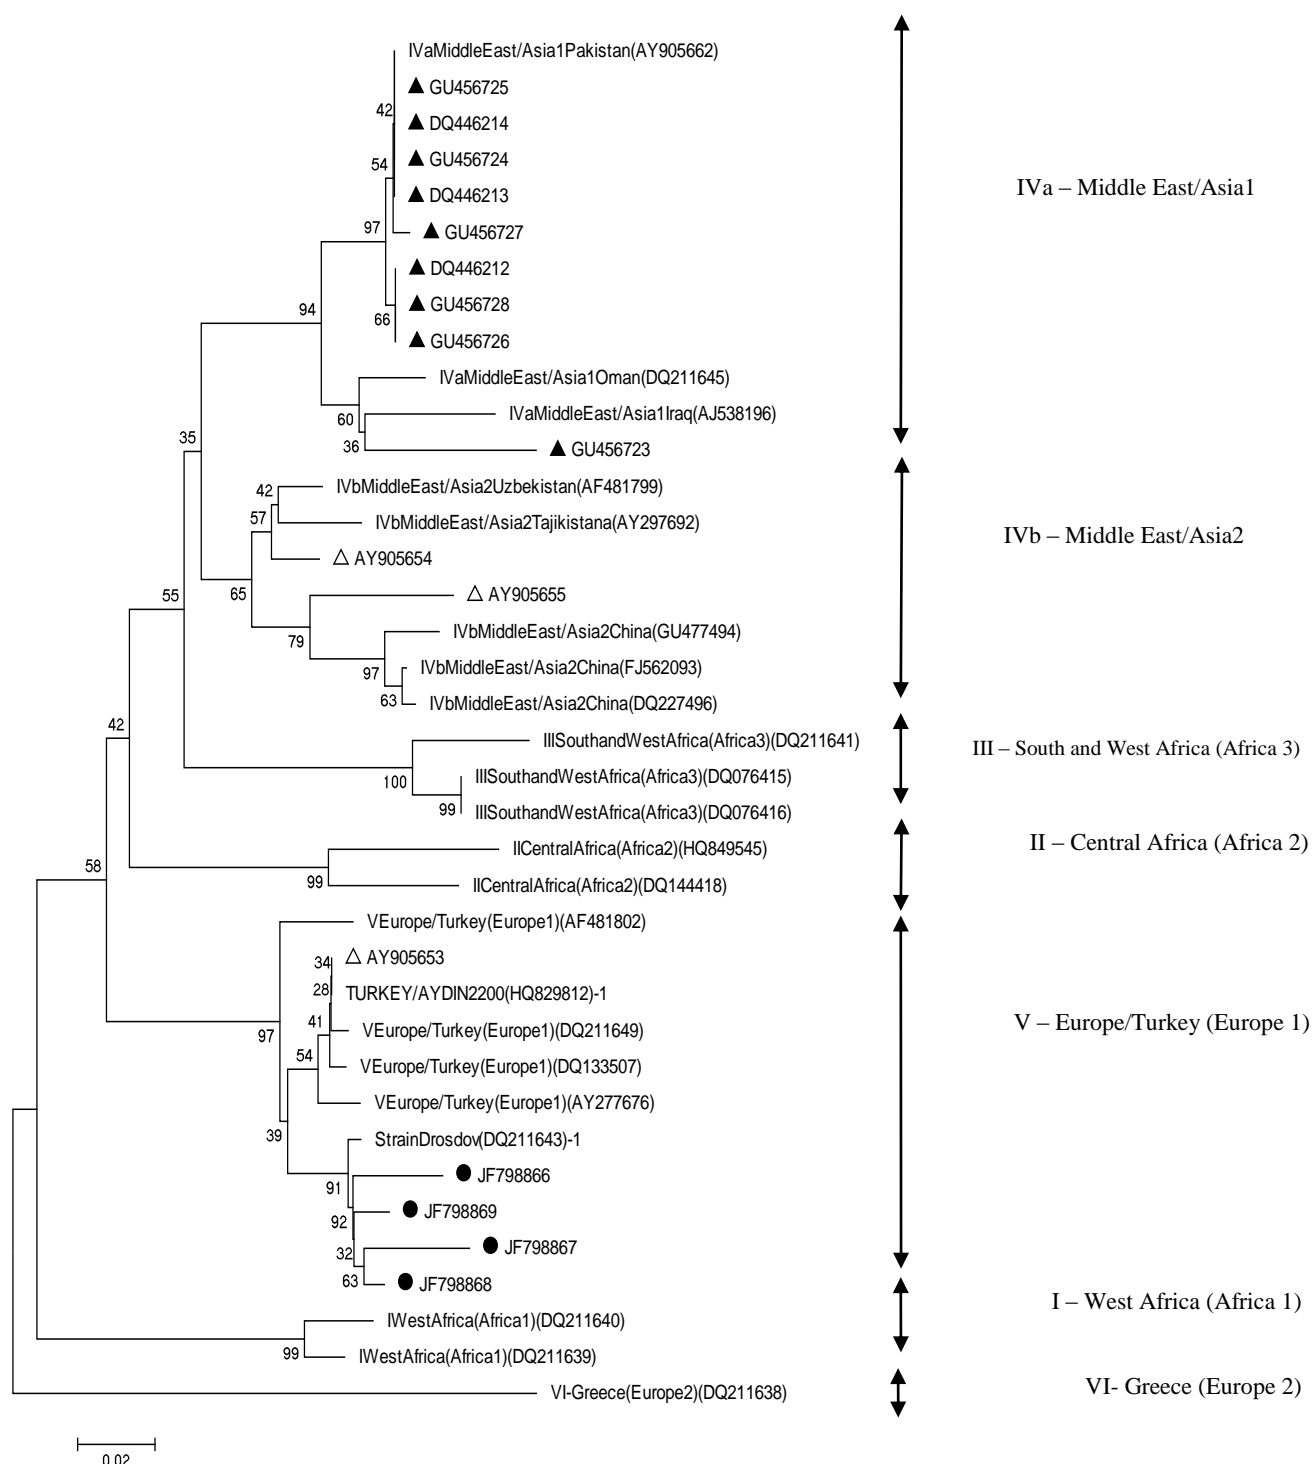 IVaMiddleEast/Asia1Pakistan(AY905662)
GU456725
42
DQ446214
54
GU456724
DQ446213
IVa – Middle East/Asia1
97
GU456727
DQ446212
94
GU456728
66
GU456726
IVaMiddleEast/Asia1Oman(DQ211645)
60
IVaMiddleEast/Asia1Iraq(AJ538196)
35
36
GU456723
42
IVbMiddleEast/Asia2Uzbekistan(AF481799)
57
IVbMiddleEast/Asia2Tajikistana(AY297692)
IVb – Middle East/Asia2
AY905654
65
55
AY905655
79
IVbMiddleEast/Asia2China(GU477494)
97
IVbMiddleEast/Asia2China(FJ562093)
63
IVbMiddleEast/Asia2China(DQ227496)
42
IIISouthandWestAfrica(Africa3)(DQ211641)
III – South and West Africa (Africa 3)
100
IIISouthandWestAfrica(Africa3)(DQ076415)
99
IIISouthandWestAfrica(Africa3)(DQ076416)
IICentralAfrica(Africa2)(HQ849545)
II – Central Africa (Africa 2)
58
99
IICentralAfrica(Africa2)(DQ144418)
VEurope/Turkey(Europe1)(AF481802)
34
AY905653
28
TURKEY/AYDIN2200(HQ829812)-1
41
VEurope/Turkey(Europe1)(DQ211649)
V – Europe/Turkey (Europe 1)
97
54
VEurope/Turkey(Europe1)(DQ133507)
VEurope/Turkey(Europe1)(AY277676)
39
StrainDrosdov(DQ211643)-1
91
JF798866
92
JF798869
32
JF798867
63
JF798868
I – West Africa (Africa 1)
IWestAfrica(Africa1)(DQ211640)
99
IWestAfrica(Africa1)(DQ211639)
VI-Greece(Europe2)(DQ211638)
VI- Greece (Europe 2)
0.02